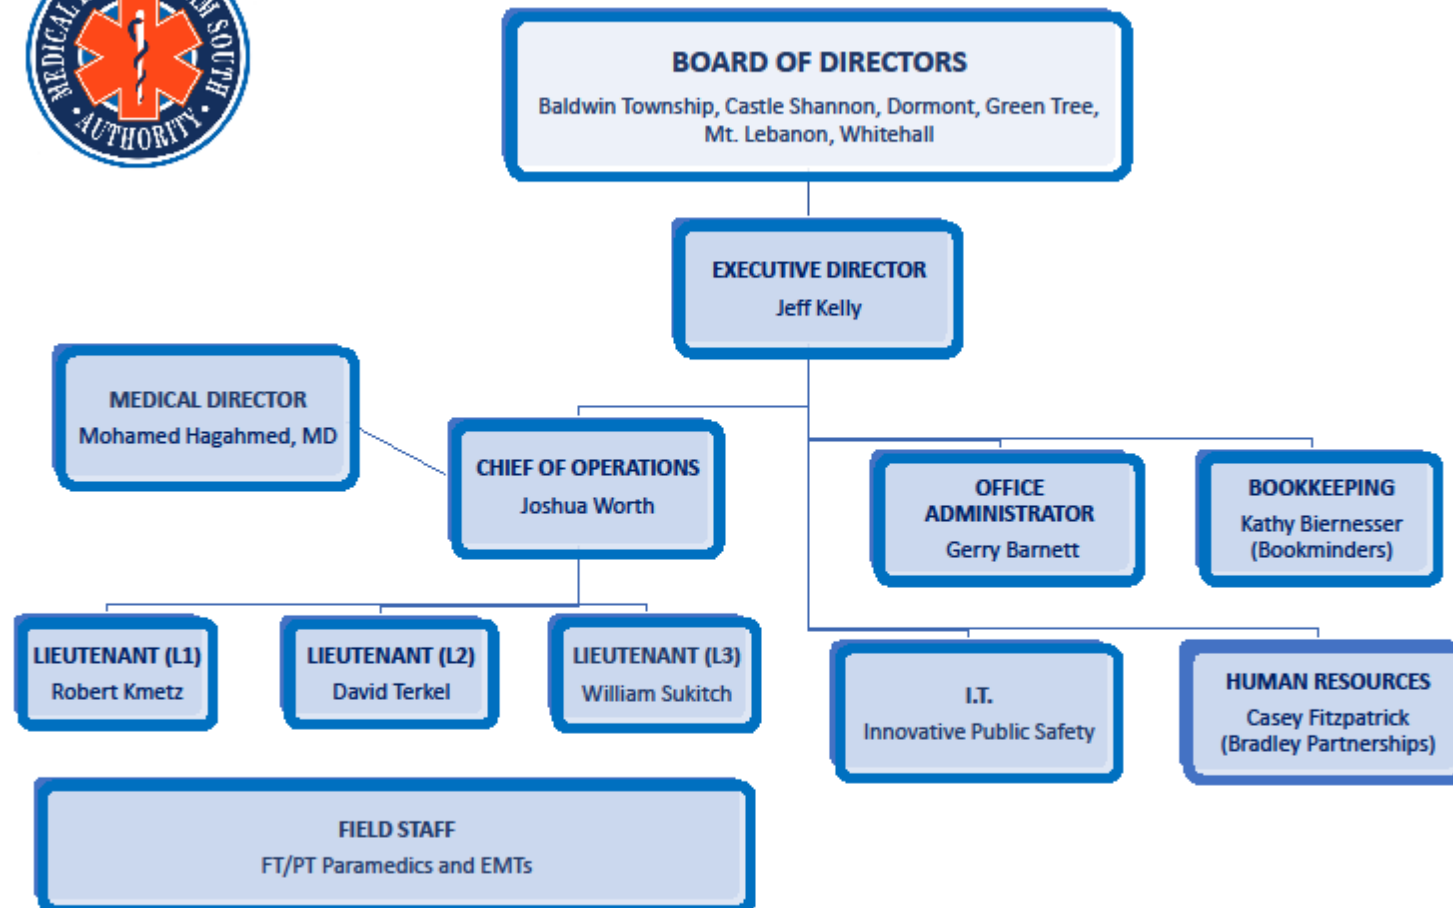 MEDICAL
SOUTH
AUTHORITY
BOARD OF DIRECTORS
Baldwin Township, Castle Shannon, Dormont, Green Tree,
Mt. Lebanon, Whitehall
EXECUTIVE DIRECTOR
Jeff Kelly
MEDICAL DIRECTOR
Mohamed Hagahmed, MD
CHIEF OF OPERATIONS
Joshua Worth
OFFICE
ADMINISTRATOR
Gerry Barnett
BOOKKEEPING
Kathy Biernesser
(Bookminders)
LIEUTENANT (L1)
Robert Kmetz
LIEUTENANT (L2)
David Terkel
LIEUTENANT (L3)
William Sukitch
I.T.
Innovative Public Safety
HUMAN RESOURCES
Casey Fitzpatrick
(Bradley Partnerships)
FIELD STAFF
FT/PT Paramedics and EMTs